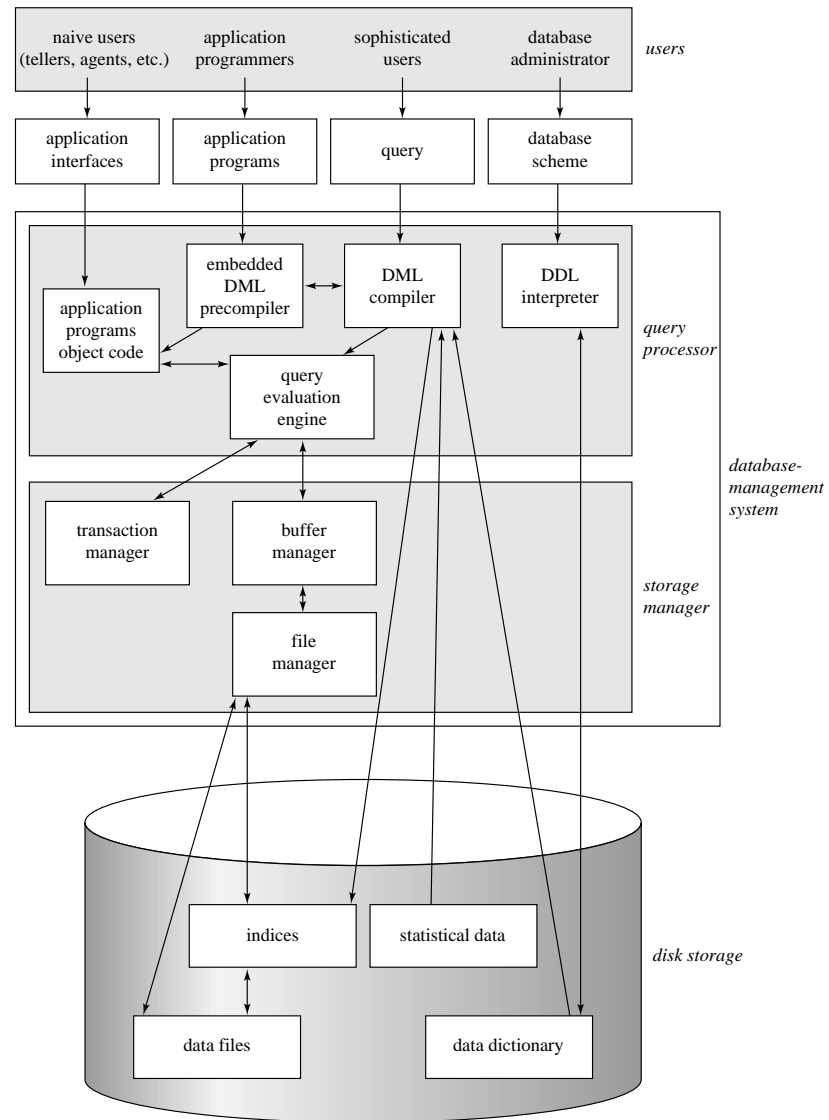 naive users
(tellers, agents, etc.)
application
programmers
sophisticated
users
database
administrator
users
application
interfaces
application
programs
query
database
scheme
embedded
DML
precompiler
DML
compiler
DDL
interpreter
application
programs
object code
query
evaluation
engine
query
processor
database-
management
system
transaction
manager
buffer
manager
file
manager
storage
manager
indices
statistical data
disk storage
data files
data dictionary